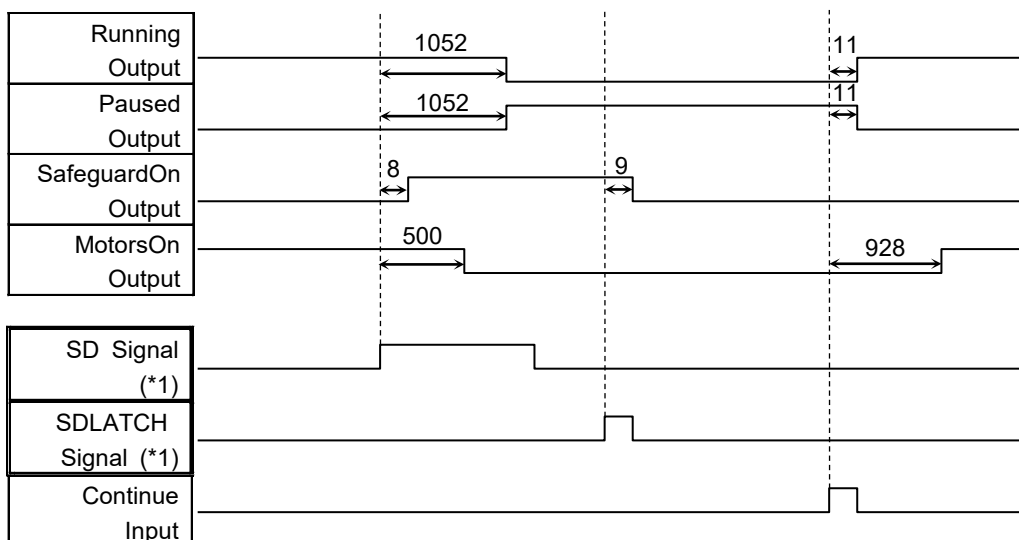 Running
Output
1052
11
Paused
Output
1052
11
SafeguardOn
Output
8
9
MotorsOn
Output
500
928
SD Signal
(*1)
SDLATCH
Signal (*1)
Continue
Input